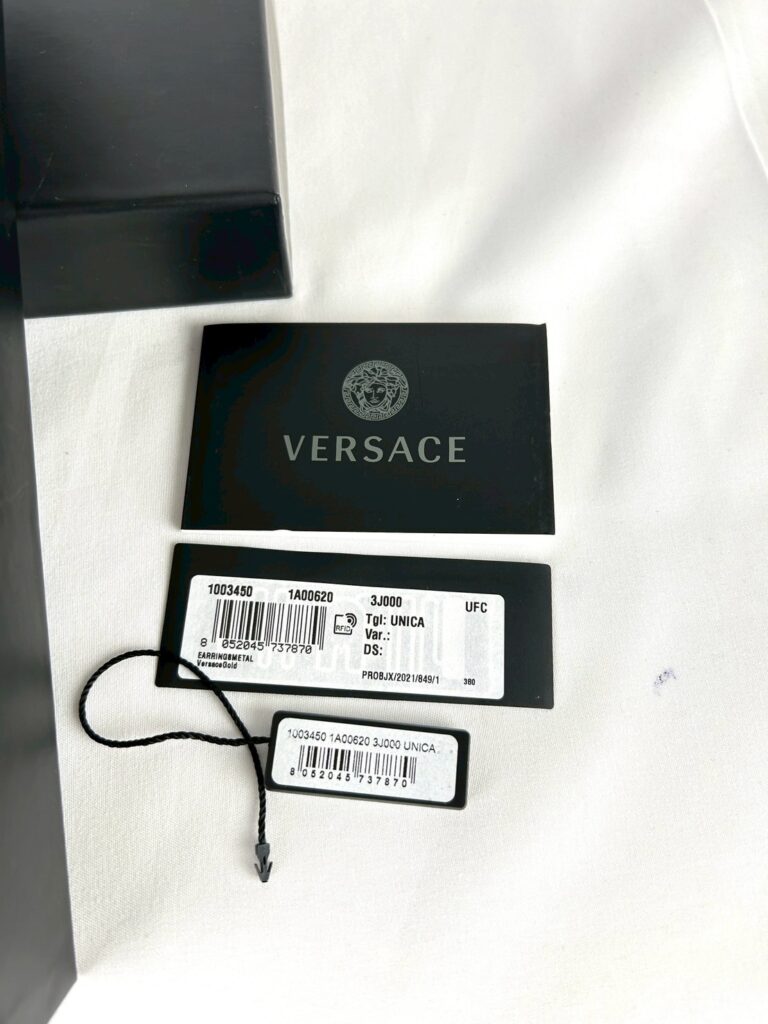 VERSACE
1003450 1A00620 3J000 UFC
Tgl: UNICA
Var.:
DS:
RFID
8 052045 737870
EARRINGSMETAL
VersaceGold
PROBJX/2021/849/1 380
1003450 1A00620 3J000 UNICA
8 052045 737870